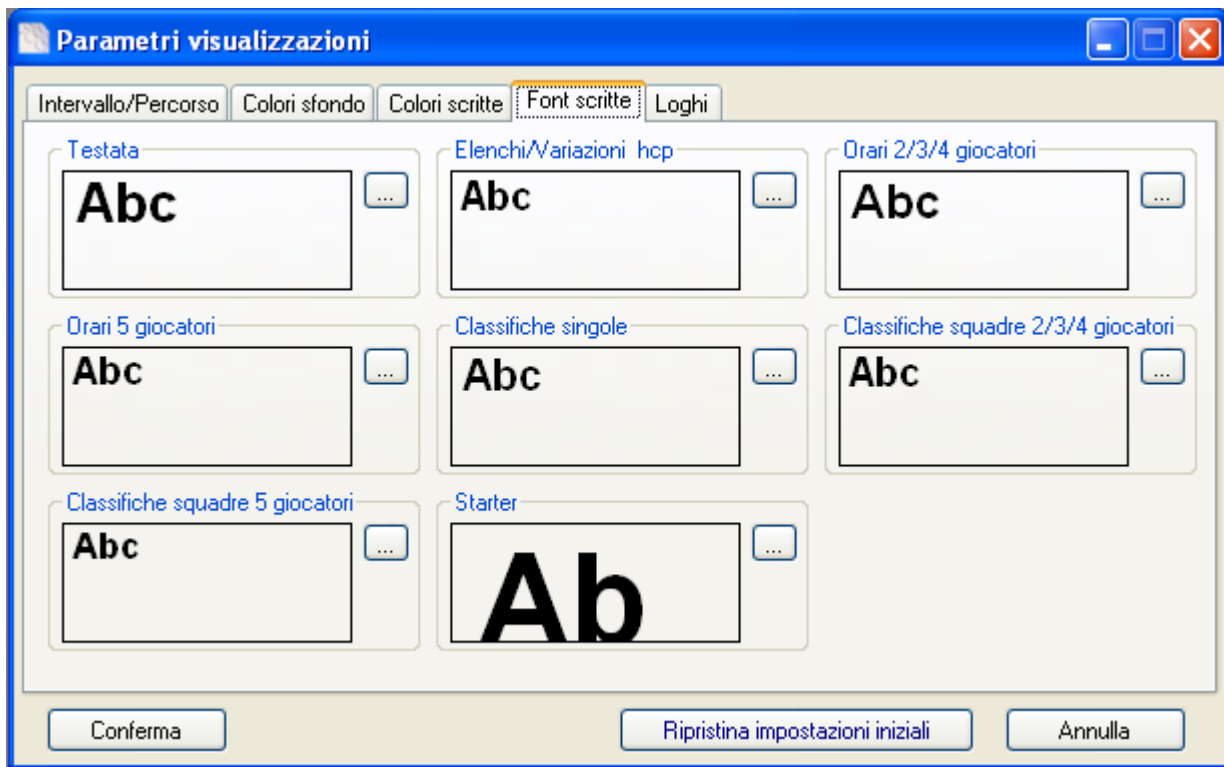 Parametri visualizzazioni
Intervallo/Percorso Colori sfondo Colori scritte Font scritte Loghi
Testata Elenchi/Variazioni hcp Orari 2/3/4 giocatori
Abc ... Abc ... Abc ...
Orari 5 giocatori Classifiche singole Classifiche squadre 2/3/4 giocatori
Abc ... Abc ... Abc ...
Classifiche squadre 5 giocatori Starter
Abc ... Ab ...
Conferma Ripristina impostazioni iniziali Annulla